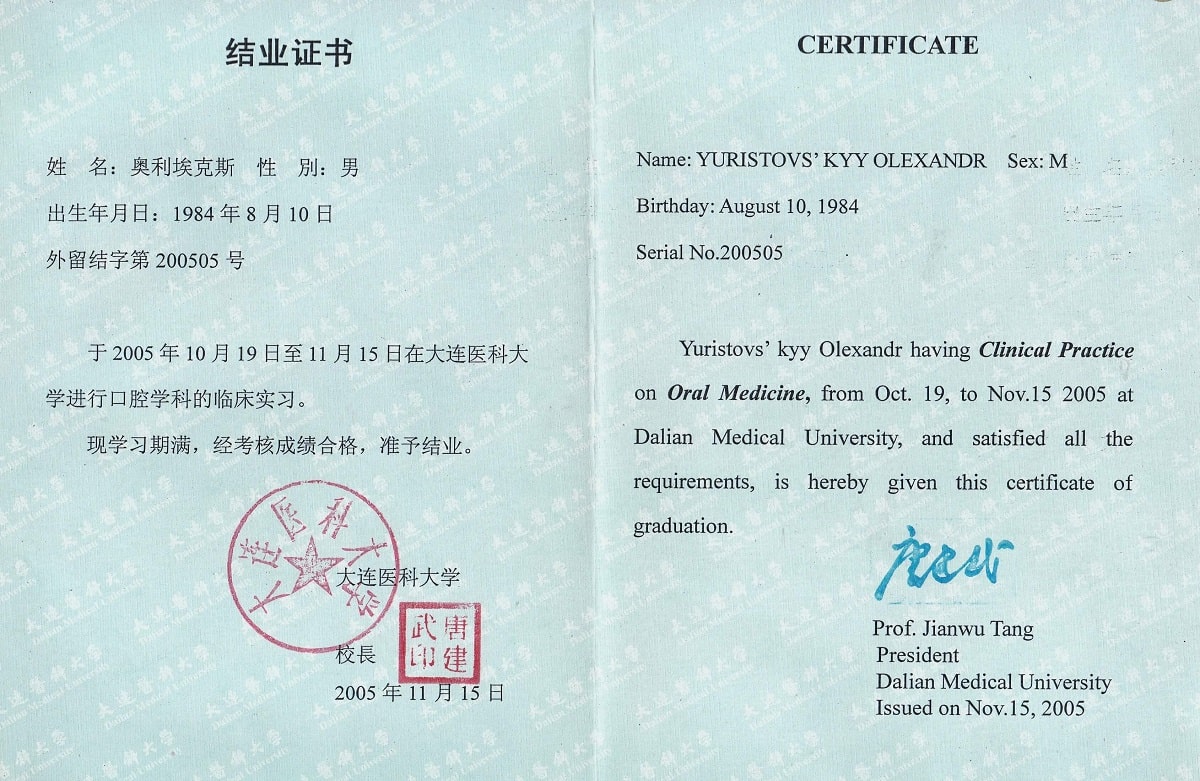 结业证书
姓 名：奥利埃克斯 性 別：男
出生年月日：1984 年 8 月 10 日
外留结字第 200505 号
于 2005 年 10 月 19 日至 11 月 15 日在大连医科大
学进行口腔学科的临床实习。
现学习期满，经考核成绩合格，准予结业。
大连医科大学
大连医科大学
校長
唐建
武印
2005 年 11 月 15 日
CERTIFICATE
Name: YURISTOVS’ KYY OLEXANDR Sex: M
Birthday: August 10, 1984
Serial No.200505
Yuristovs’ kyy Olexandr having Clinical Practice
on Oral Medicine, from Oct. 19, to Nov.15 2005 at
Dalian Medical University, and satisfied all the
requirements, is hereby given this certificate of
graduation.
唐建武
Prof. Jianwu Tang
President
Dalian Medical University
Issued on Nov.15, 2005